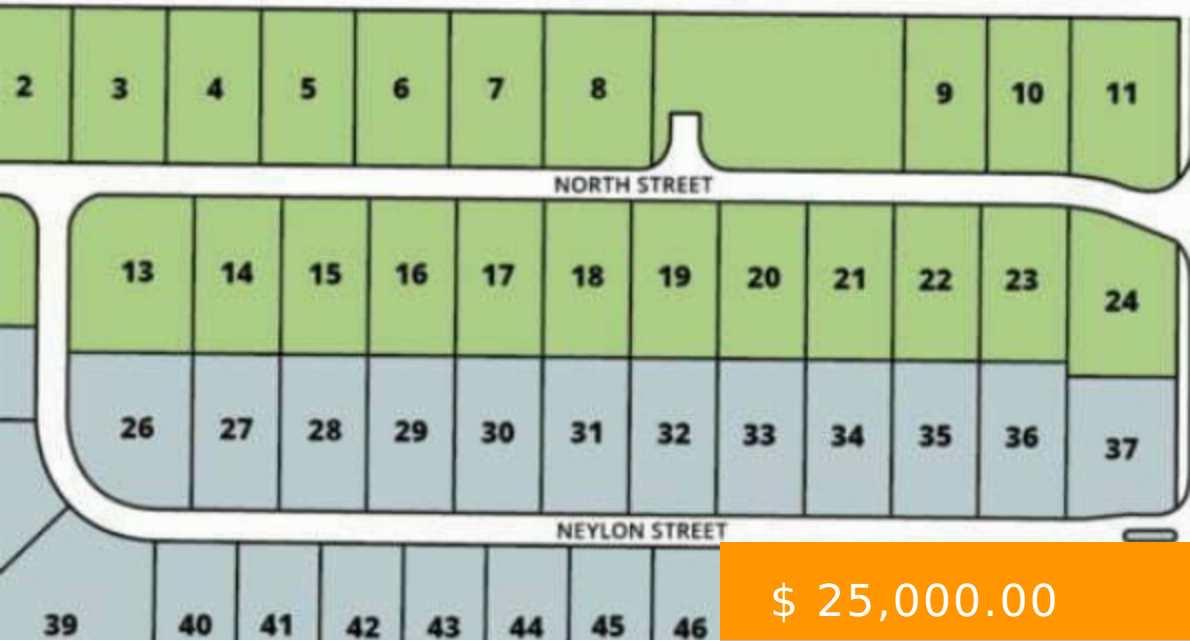 2 3 4 5 6 7 8 9 10 11
NORTH STREET
13 14 15 16 17 18 19 20 21 22 23 24
26 27 28 29 30 31 32 33 34 35 36 37
NEYLON STREET
39 40 41 42 43 44 45 46
$ 25,000.00